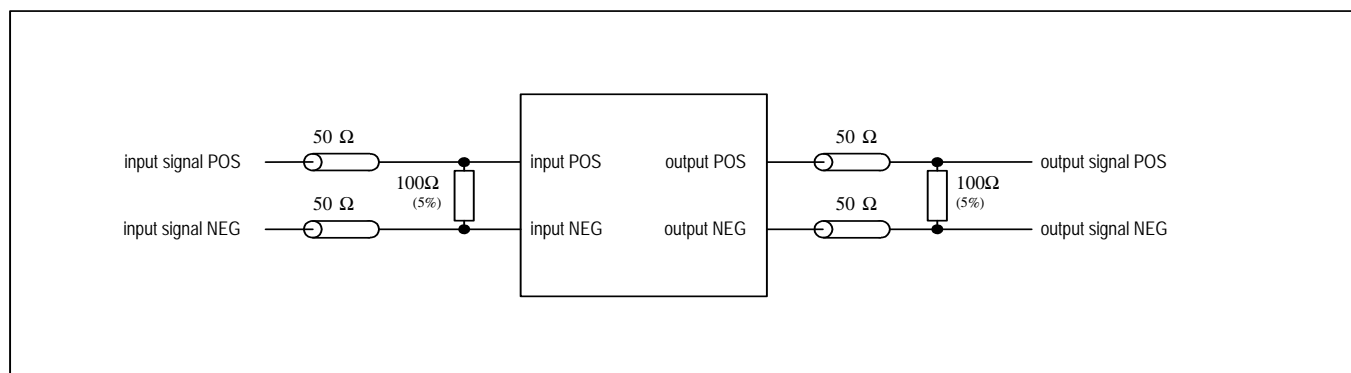 50 Ω
50 Ω
input signal POS
input POS
output POS
output signal POS
100Ω
(5%)
100Ω
(5%)
50 Ω
50 Ω
input signal NEG
input NEG
output NEG
output signal NEG